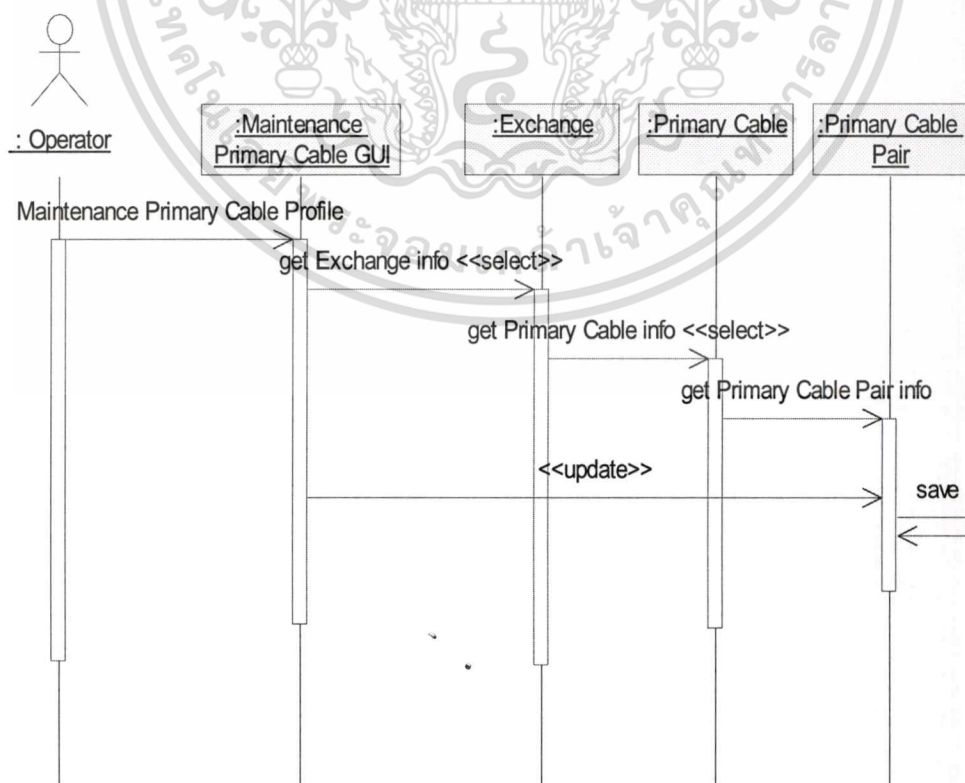 : Operator
:Maintenance
Primary Cable GUI
:Exchange
:Primary Cable
:Primary Cable
Pair
Maintenance Primary Cable Profile
get Exchange info <<select>>
get Primary Cable info <<select>>
get Primary Cable Pair info
<<update>>
save